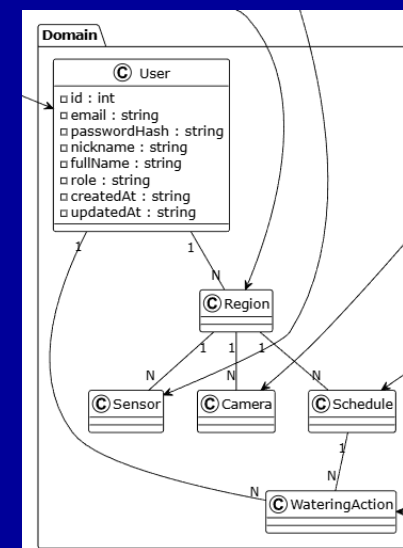 Domain
C User
id : int
email : string
passwordHash : string
nickname : string
fullName : string
role : string
createdAt : string
updatedAt : string
1
1
N
C Region
1
1
1
N
N
N
C Sensor
C Camera
C Schedule
1
N
N
C WateringAction